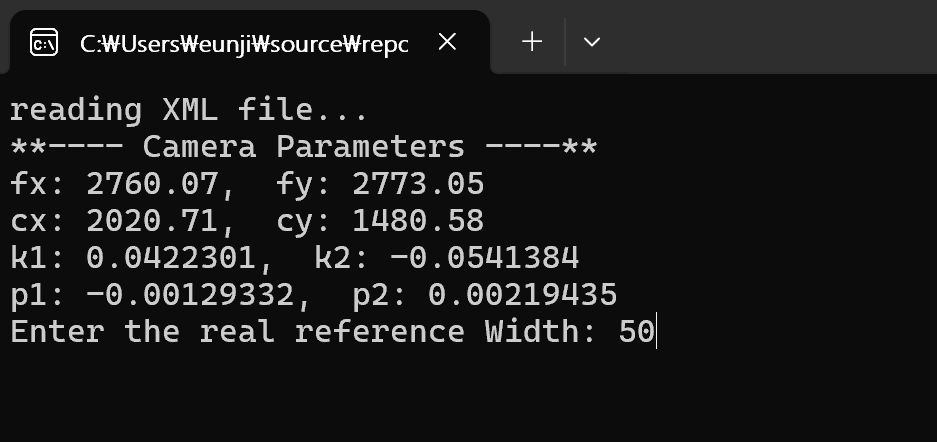 C:₩Users₩eunji₩source₩repc
reading XML file...
**---- Camera Parameters ----**
fx: 2760.07,  fy: 2773.05
cx: 2020.71,  cy: 1480.58
k1: 0.0422301,  k2: -0.0541384
p1: -0.00129332,  p2: 0.00219435
Enter the real reference Width: 50